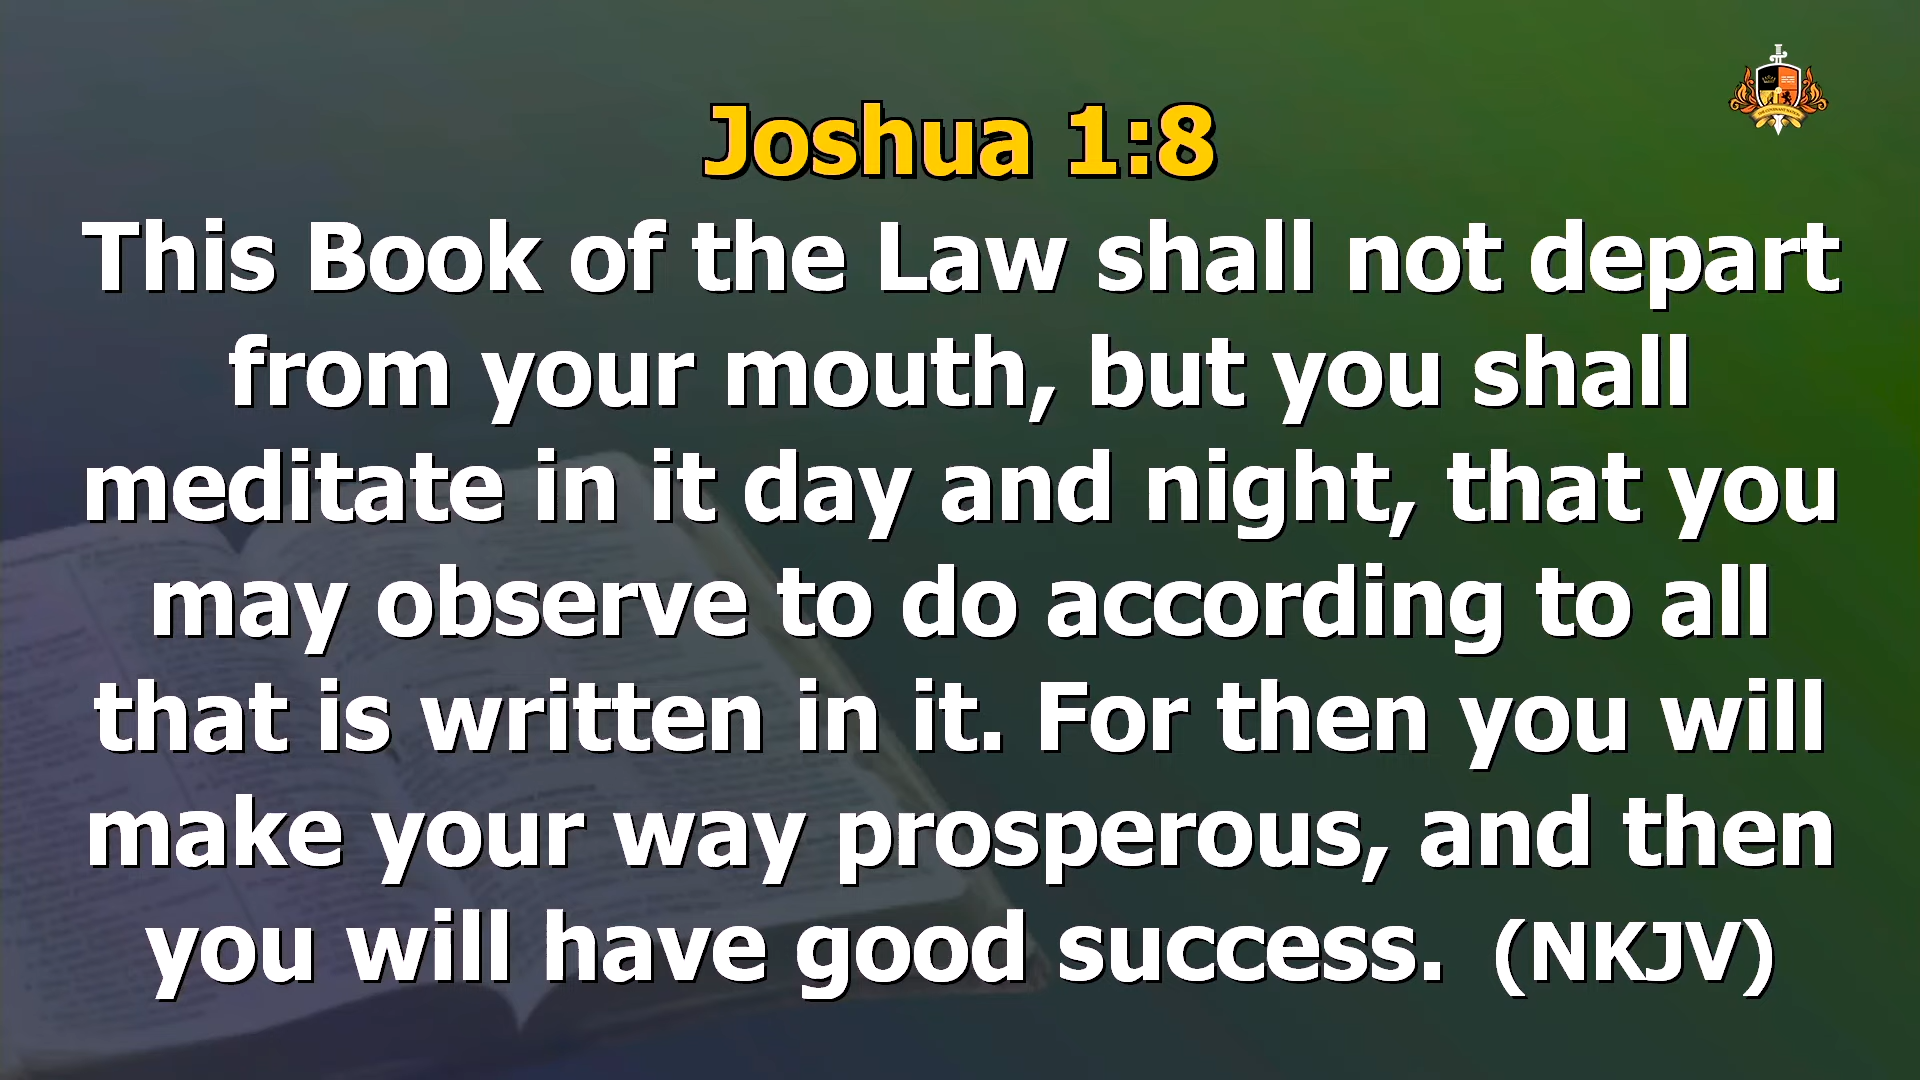 Joshua 1:8
This Book of the Law shall not depart
from your mouth, but you shall
meditate in it day and night, that you
may observe to do according to all
that is written in it. For then you will
make your way prosperous, and then
you will have good success. (NKJV)